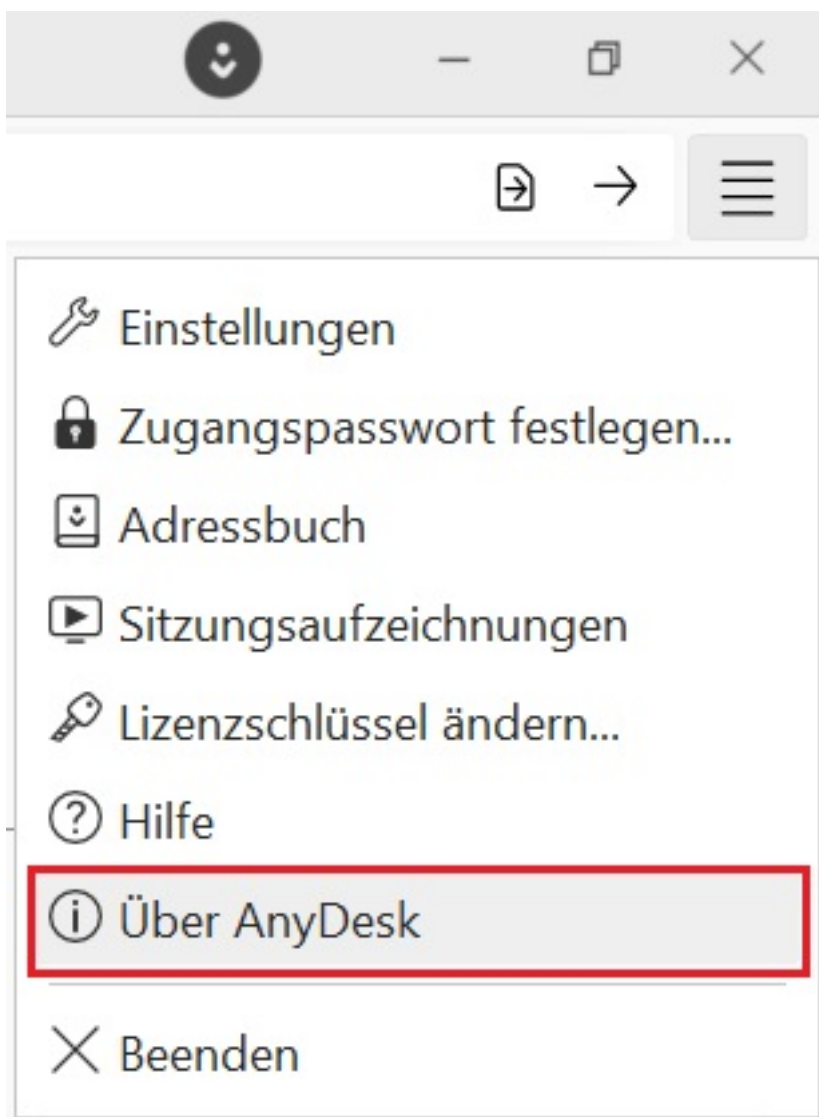 Einstellungen
Zugangspasswort festlegen...
Adressbuch
Sitzungsaufzeichnungen
Lizenzschlüssel ändern...
Hilfe
Über AnyDesk
Beenden